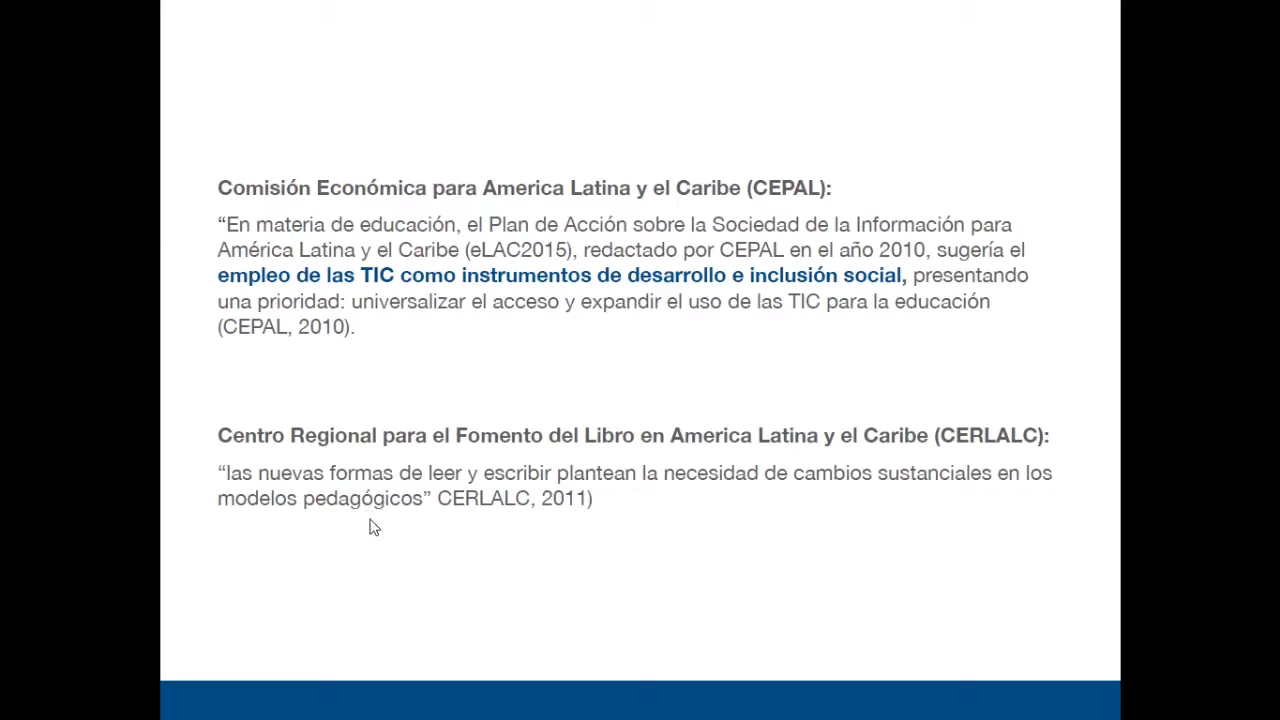 Comisión Económica para America Latina y el Caribe (CEPAL):
“En materia de educación, el Plan de Acción sobre la Sociedad de la Información para
América Latina y el Caribe (eLAC2015), redactado por CEPAL en el año 2010, sugería el
empleo de las TIC como instrumentos de desarrollo e inclusión social, presentando
una prioridad: universalizar el acceso y expandir el uso de las TIC para la educación
(CEPAL, 2010).
Centro Regional para el Fomento del Libro en America Latina y el Caribe (CERLALC):
“las nuevas formas de leer y escribir plantean la necesidad de cambios sustanciales en los
modelos pedagógicos” CERLALC, 2011)